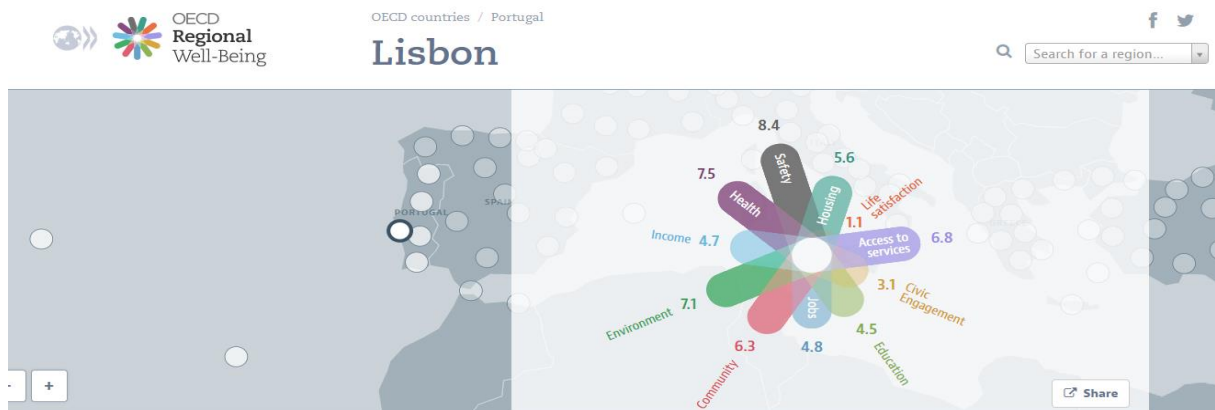 OECD
Regional
Well-Being
OECD countries / Portugal
Lisbon
f
Search for a region...
PORTUGAL
8.4
Safety
5.6
Housing
7.5
Health
1.1
Life
satisfaction
Income 4.7
Access to
services
6.8
3.1
Civic
Engagement
7.1
Environment
6.3
Community
Jobs
4.8
4.5
Education
- +
Share